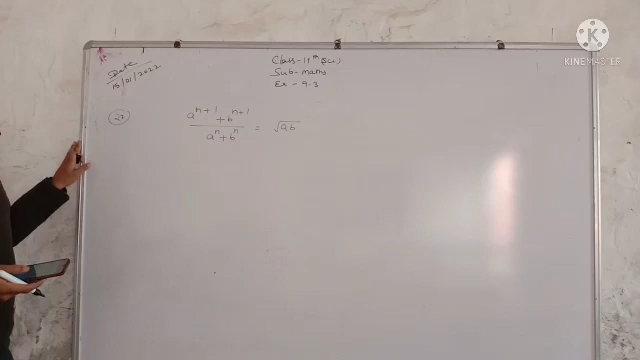 Date
15/01/2022
Class-11th (Sci)
Sub-maths
Ex - 9.3
27
a^{n+1} + b^{n+1} / a^n + b^n = √ab
KINEMASTER